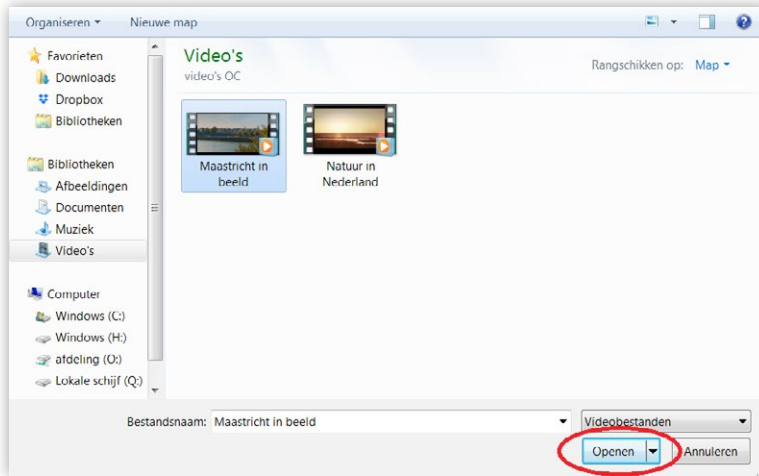 Organiseren Nieuwe map
Favorieten
Downloads
Dropbox
Bibliotheken
Bibliotheken
Afbeeldingen
Documenten
Muziek
Video's
Computer
Windows (C:)
Windows (H:)
afdeling (O:)
Lokale schijf (Q:)
Video's
video's OC
Rangschikken op: Map
Maastricht in
beeld
Natuur in
Nederland
Bestandsnaam: Maastricht in beeld
Videobestanden
Openen
Annuleren